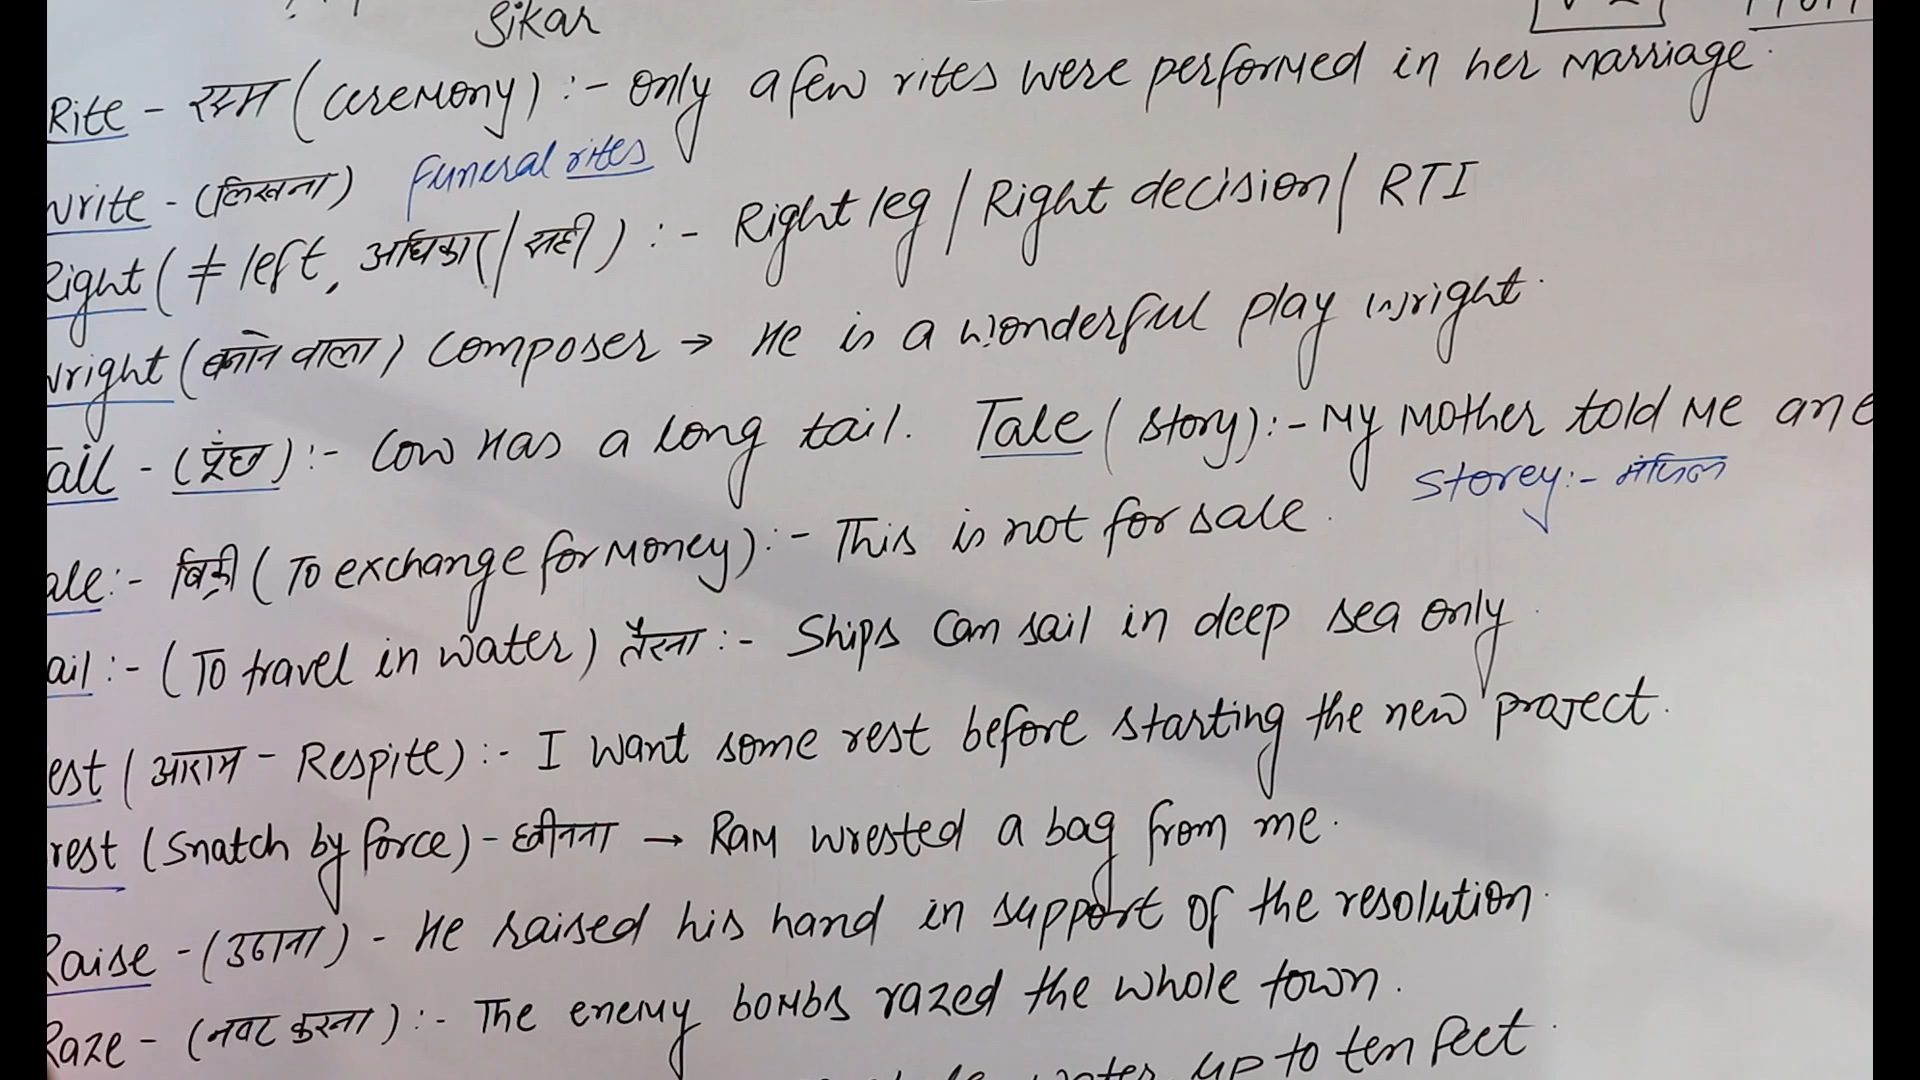 Sikar
Rite - रस्म (ceremony) :- only a few rites were performed in her marriage.
write - (लिखना) Funeral rites
Right (≠ left, अधिकार/सही) :- Right leg / Right decision / RTI
wright (करने वाला) composer → He is a wonderful play wright.
ail - (पूँछ) :- Cow has a long tail. Tale (story) :- My Mother told me an
storey :- मंजिल
ale :- बिक्री (To exchange for money) :- This is not for sale.
ail :- (To travel in water) तैरना :- Ships can sail in deep sea only.
est (आराम - Respite) :- I want some rest before starting the new project.
rest (Snatch by force) - छीनना → Ram wrested a bag from me.
Raise - (उठाना) - He raised his hand in support of the resolution.
Raze - (नष्ट करना) :- The enemy bombs razed the whole town.
water up to ten feet.